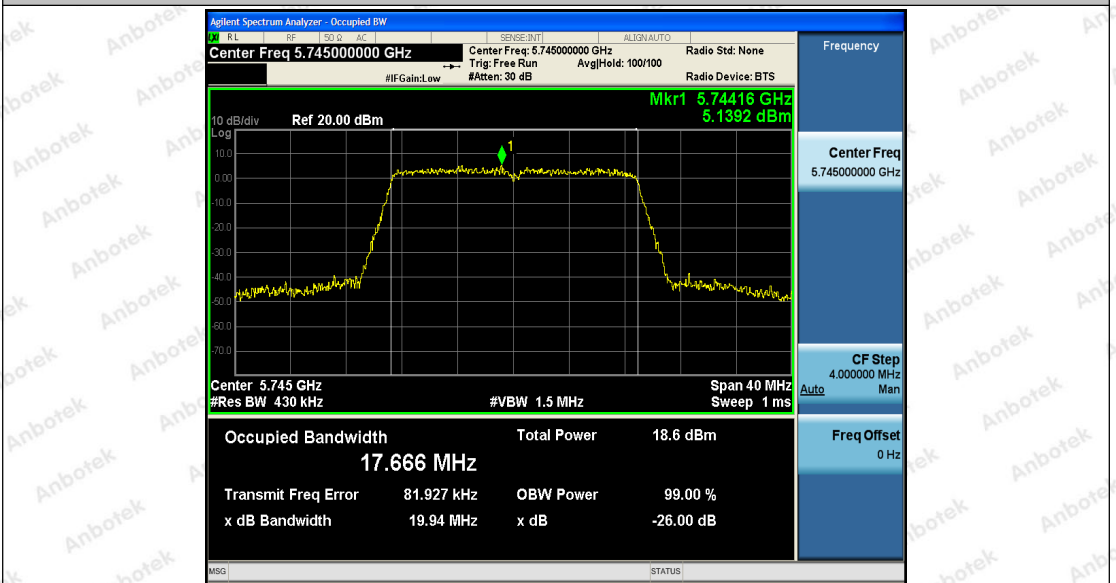 Agilent Spectrum Analyzer - Occupied BW
LXI RL RF 50 Ω AC SENSE:INT ALIGNAUTO
Center Freq 5.745000000 GHz
Center Freq: 5.745000000 GHz Radio Std: None
Trig: Free Run Avg|Hold: 100/100
#IFGain:Low #Atten: 30 dB Radio Device: BTS
Mkr1 5.74416 GHz
5.1392 dBm
10 dB/div Ref 20.00 dBm
Log
1
10.0
0.00
-10.0
-20.0
-30.0
-40.0
-50.0
-60.0
-70.0
Center 5.745 GHz Span 40 MHz
#Res BW 430 kHz #VBW 1.5 MHz Sweep 1 ms
Occupied Bandwidth Total Power 18.6 dBm
17.666 MHz
Transmit Freq Error 81.927 kHz OBW Power 99.00 %
x dB Bandwidth 19.94 MHz x dB -26.00 dB
MSG STATUS
Frequency
Center Freq
5.745000000 GHz
CF Step
4.000000 MHz
Auto Man
Freq Offset
0 Hz
Anbotek